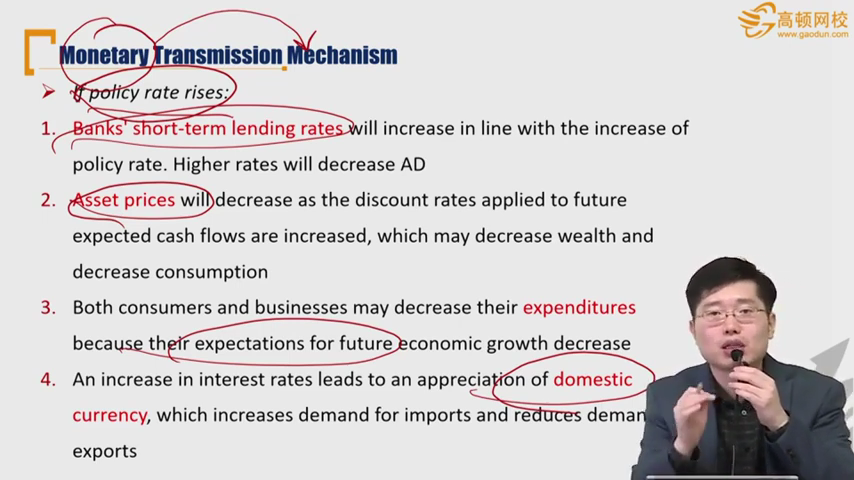 高顿网校
www.gaodun.com
Monetary Transmission Mechanism
If policy rate rises:
1. Banks' short-term lending rates will increase in line with the increase of
policy rate. Higher rates will decrease AD
2. Asset prices will decrease as the discount rates applied to future
expected cash flows are increased, which may decrease wealth and
decrease consumption
3. Both consumers and businesses may decrease their expenditures
because their expectations for future economic growth decrease
4. An increase in interest rates leads to an appreciation of domestic
currency, which increases demand for imports and reduces deman
exports